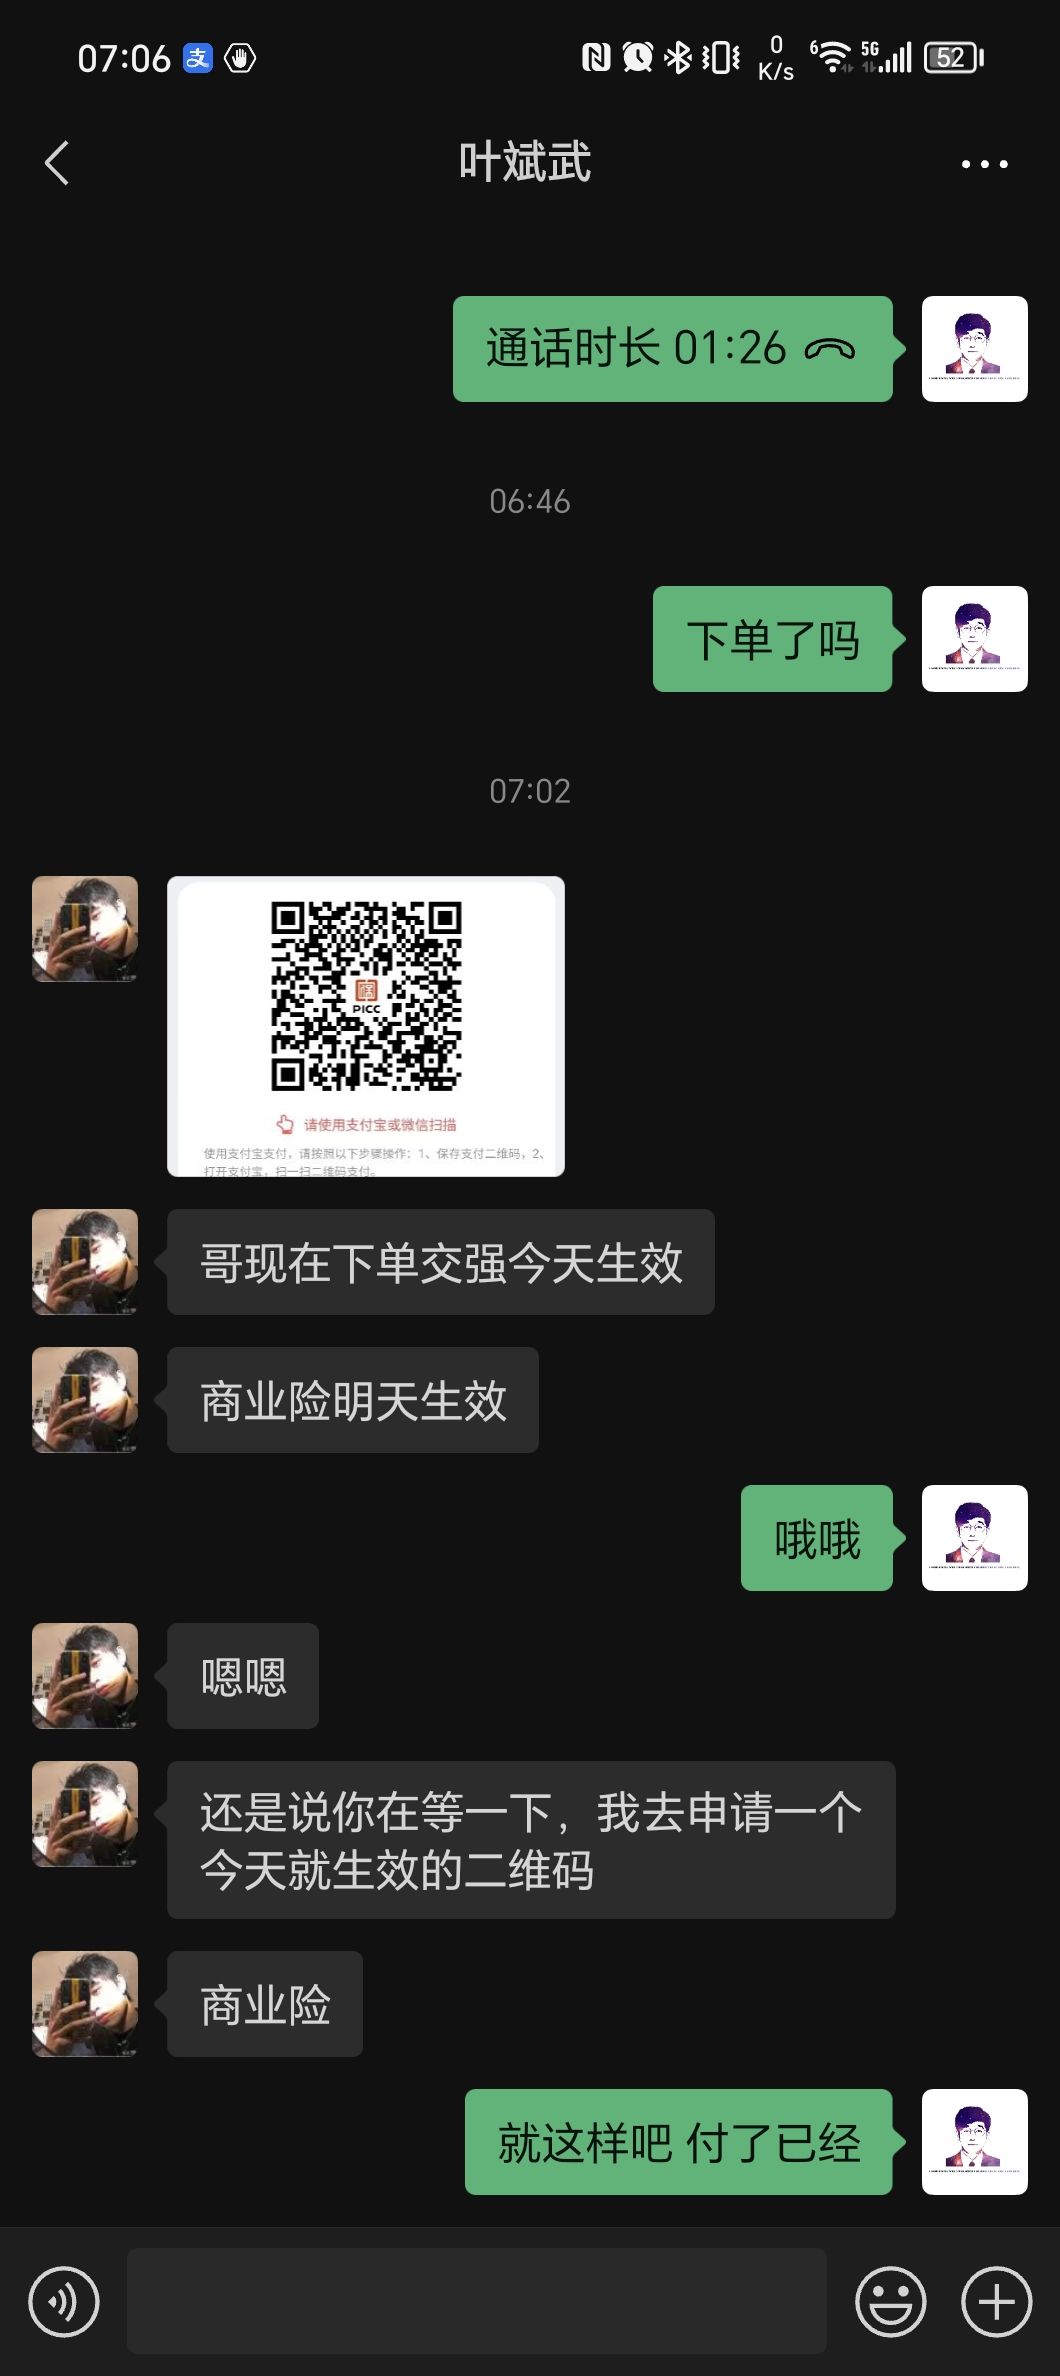 07:06
0
K/s
6
5G
52
叶斌武
通话时长 01:26
06:46
下单了吗
07:02
PICC
请使用支付宝或微信扫描
使用支付宝支付，请按照以下步骤操作：1、保存支付二维码，2、
打开支付宝，扫一扫二维码支付。
哥现在下单交强今天生效
商业险明天生效
哦哦
嗯嗯
还是说你在等一下，我去申请一个
今天就生效的二维码
商业险
就这样吧 付了已经